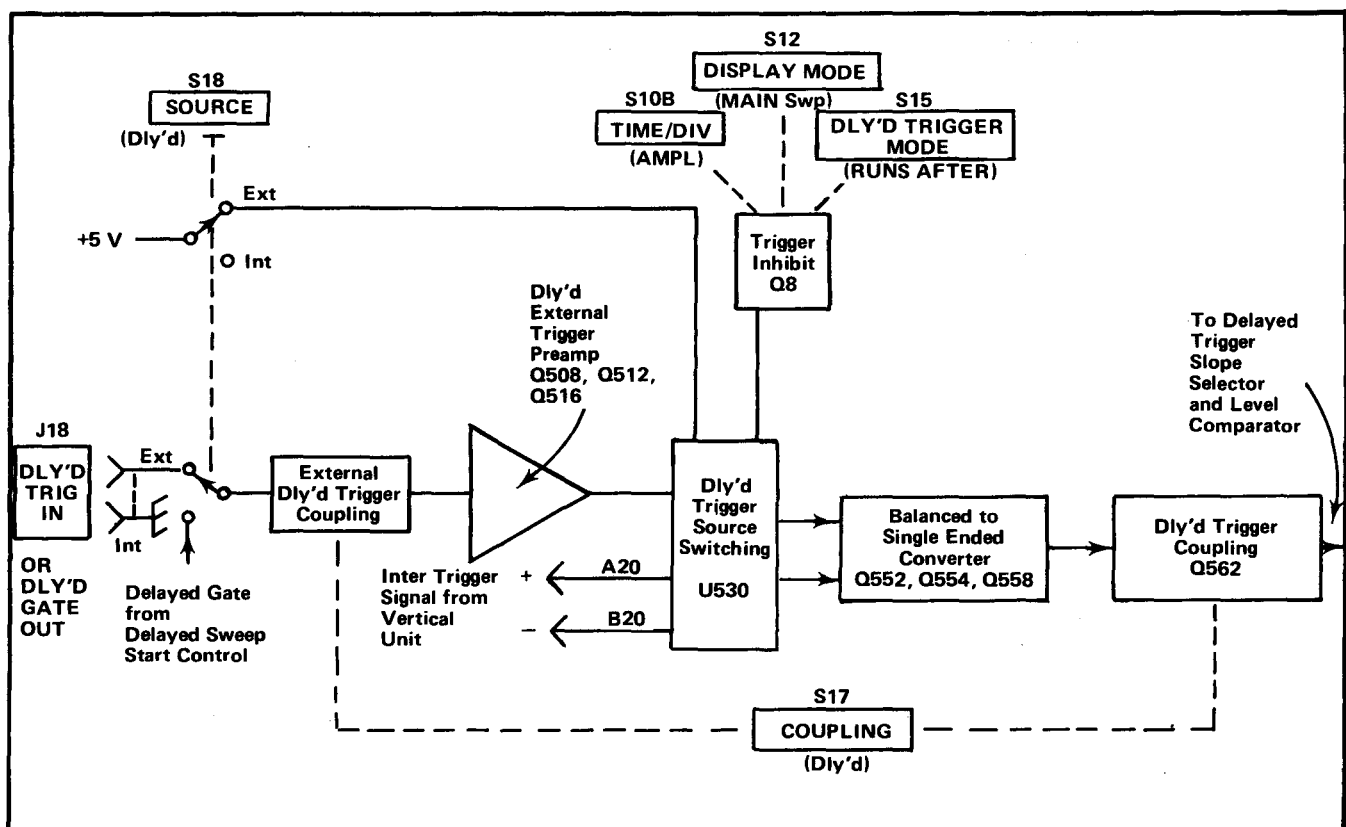 S12
DISPLAY MODE
(MAIN Swp)
S18
SOURCE
(Dly'd)
S10B
TIME/DIV
(AMPL)
S15
DLY'D TRIGGER
MODE
(RUNS AFTER)
Ext
+5 V
Int
Trigger
Inhibit
Q8
Dly'd
External
Trigger
Preamp
Q508, Q512,
Q516
To Delayed
Trigger
Slope
Selector
and Level
Comparator
J18
DLY'D
TRIG
IN
OR
DLY'D
GATE
OUT
Ext
Int
Delayed Gate
from
Delayed Sweep
Start Control
External
Dly'd Trigger
Coupling
Inter Trigger
Signal from
Vertical
Unit
+
A20
–
B20
Dly'd
Trigger
Source
Switching
U530
Balanced to
Single Ended
Converter
Q552, Q554, Q558
Dly'd Trigger
Coupling
Q562
S17
COUPLING
(Dly'd)